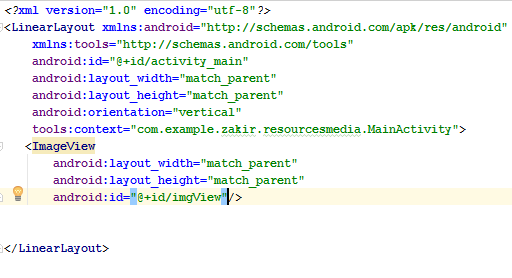 <?xml version="1.0" encoding="utf-8"?>
<LinearLayout xmlns:android="http://schemas.android.com/apk/res/android"
    xmlns:tools="http://schemas.android.com/tools"
    android:id="@+id/activity_main"
    android:layout_width="match_parent"
    android:layout_height="match_parent"
    android:orientation="vertical"
    tools:context="com.example.zakir.resourcesmedia.MainActivity">
    <ImageView
        android:layout_width="match_parent"
        android:layout_height="match_parent"
        android:id="@+id/imgView"/>
</LinearLayout>